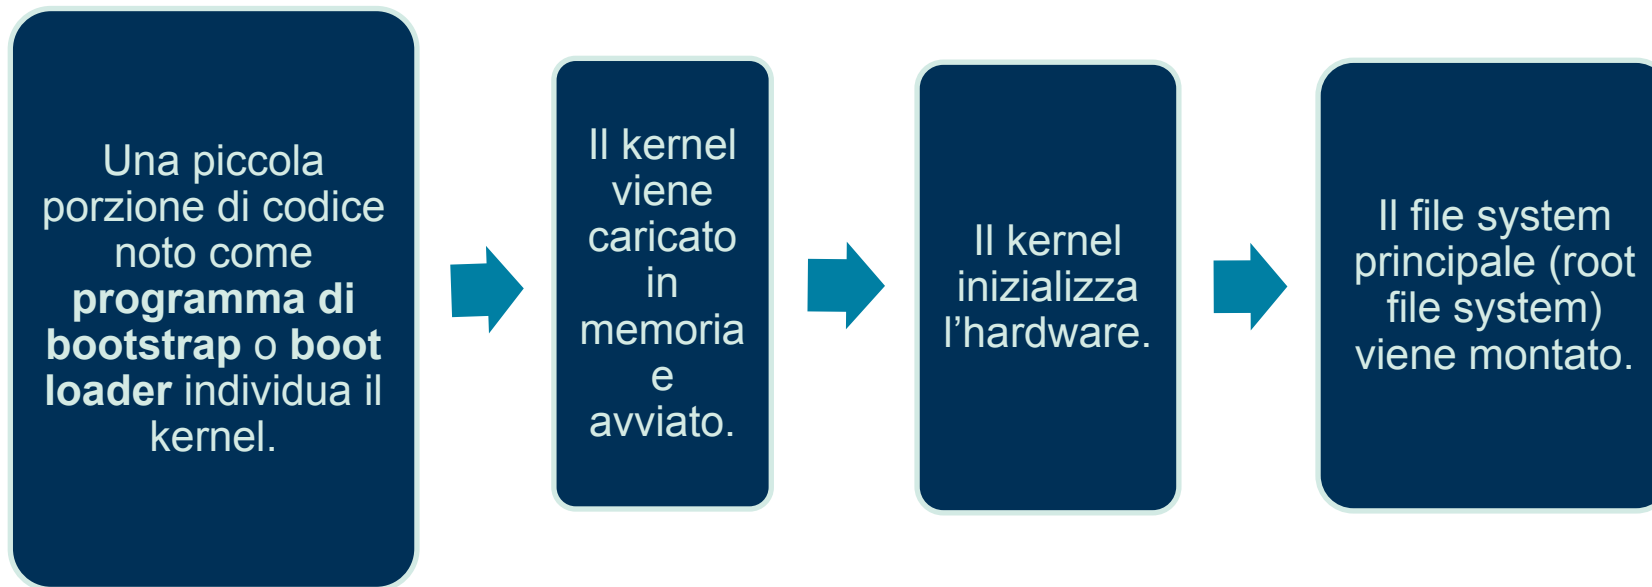 Una piccola
porzione di codice
noto come
programma di
bootstrap o boot
loader individua il
kernel.
Il kernel
viene
caricato
in
memoria
e
avviato.
Il kernel
inizializza
l’hardware.
Il file system
principale (root
file system)
viene montato.